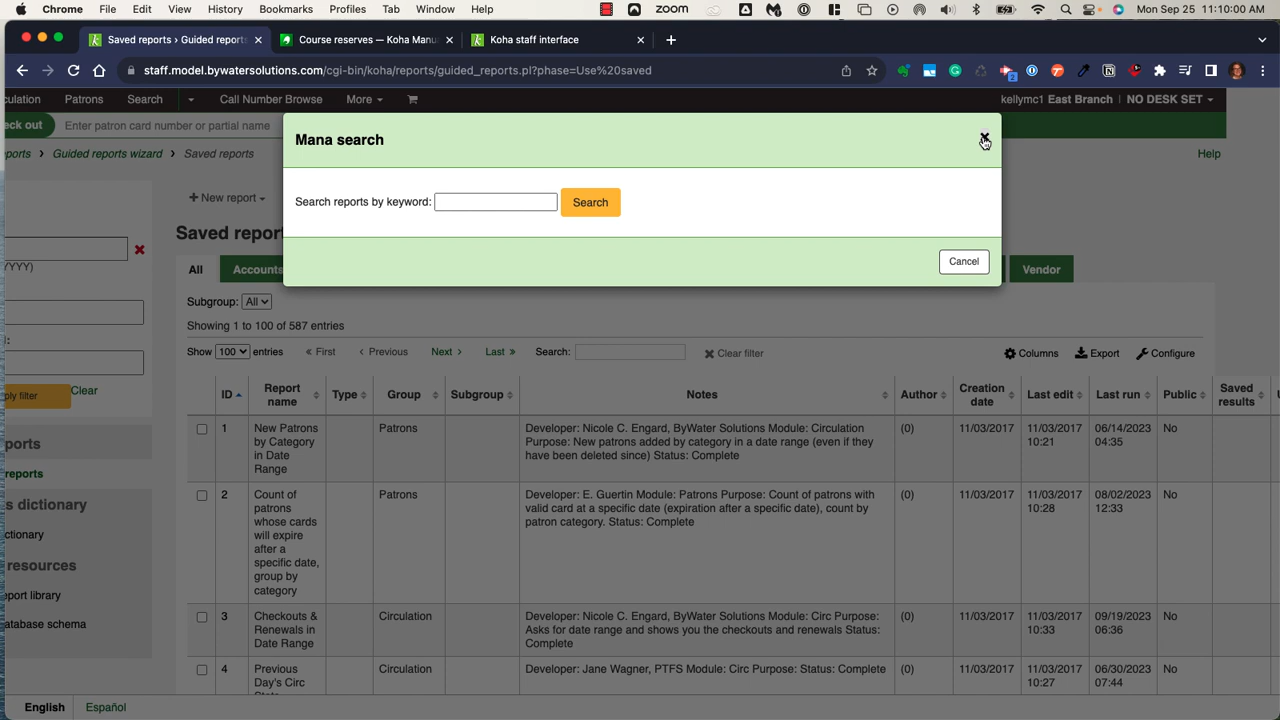 Chrome File Edit View History Bookmarks Profiles Tab Window Help zoom Mon Sep 25 11:10:00 AM
Saved reports › Guided report Course reserves — Koha Manu Koha staff interface
staff.model.bywatersolutions.com/cgi-bin/koha/reports/guided_reports.pl?phase=Use%20saved
2
culation Patrons Search Call Number Browse More kellymc1 East Branch | NO DESK SET
eck out Enter patron card number or partial name
ports Guided reports wizard Saved reports Help
Mana search
Search reports by keyword: Search
Cancel
New report
Saved repor
YYYY)
All Accounts Vendor
Subgroup: All
Showing 1 to 100 of 587 entries
Show 100 entries First Previous Next Last Search: Clear filter Columns Export Configure
ply filter Clear
ports
reports
s dictionary
ctionary
resources
eport library
atabase schema
ID Report name Type Group Subgroup Notes Author Creation date Last edit Last run Public Saved results
1 New Patrons by Category in Date Range Patrons Developer: Nicole C. Engard, ByWater Solutions Module: Circulation Purpose: New patrons added by category in a date range (even if they have been deleted since) Status: Complete (0) 11/03/2017 11/03/2017 10:21 06/14/2023 04:35 No
2 Count of patrons whose cards will expire after a specific date, group by category Patrons Developer: E. Guertin Module: Patrons Purpose: Count of patrons with valid card at a specific date (expiration after a specific date), count by patron category. Status: Complete (0) 11/03/2017 11/03/2017 10:28 08/02/2023 12:33 No
3 Checkouts & Renewals in Date Range Circulation Developer: Nicole C. Engard, ByWater Solutions Module: Circ Purpose: Asks for date range and shows you the checkouts and renewals Status: Complete (0) 11/03/2017 11/03/2017 10:33 09/19/2023 06:36 No
4 Previous Day's Circ Circulation Developer: Jane Wagner, PTFS Module: Circ Purpose: Status: Complete (0) 11/03/2017 11/03/2017 10:27 06/30/2023 07:44 No
English Español